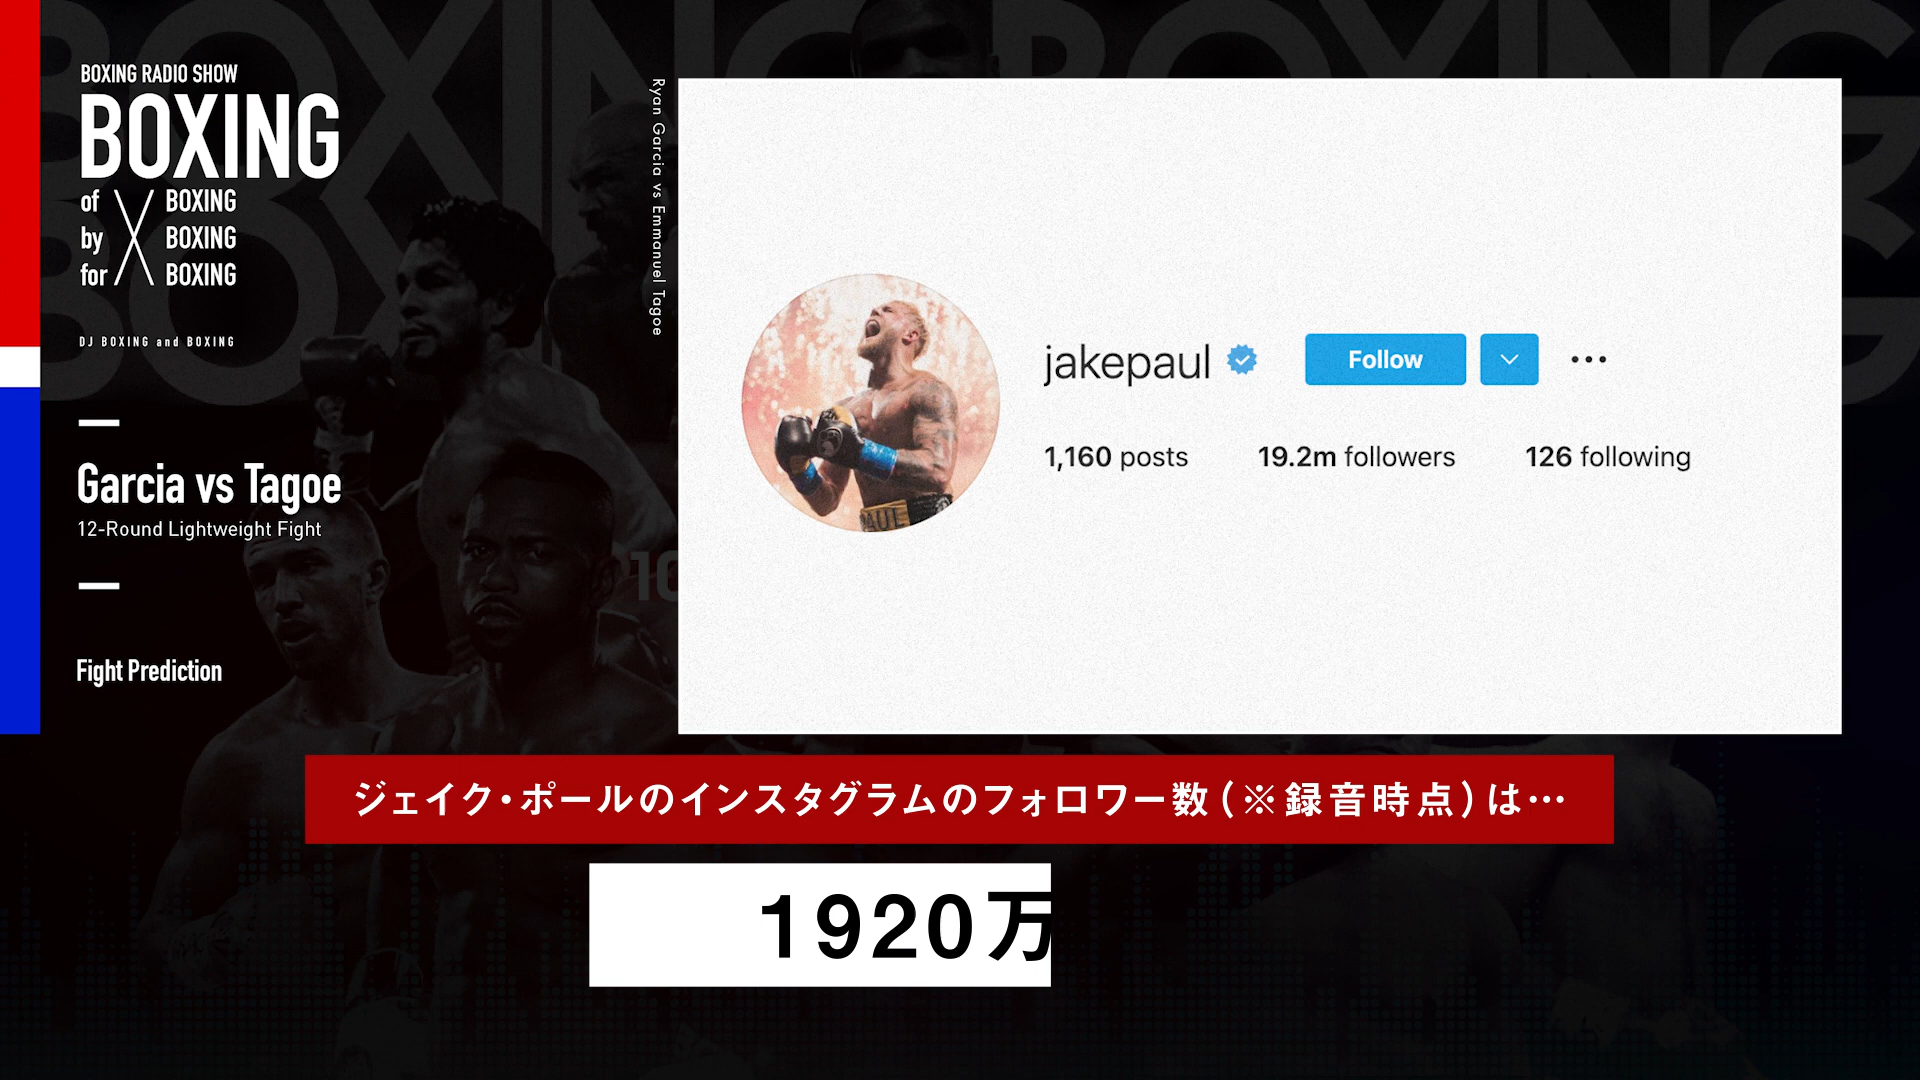 BOXING RADIO SHOW
BOXING
of BOXING
by BOXING
for BOXING
DJ BOXING and BOXING
Garcia vs Tagoe
12-Round Lightweight Fight
Fight Prediction
Ryan Garcia vs Emmanuel Tagoe
jakepaul
Follow
1,160 posts 19.2m followers 126 following
PAUL
ジェイク・ポールのインスタグラムのフォロワー数(※録音時点)は…
1920万